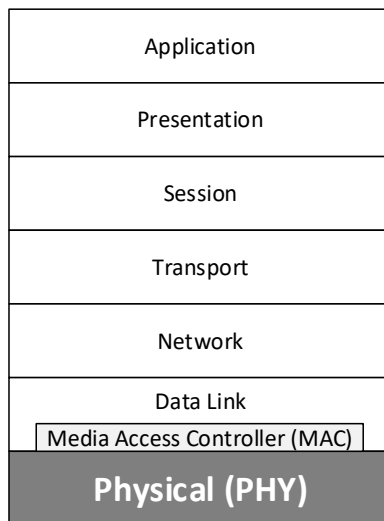 Application
Presentation
Session
Transport
Network
Data Link
Media Access Controller (MAC)
Physical (PHY)